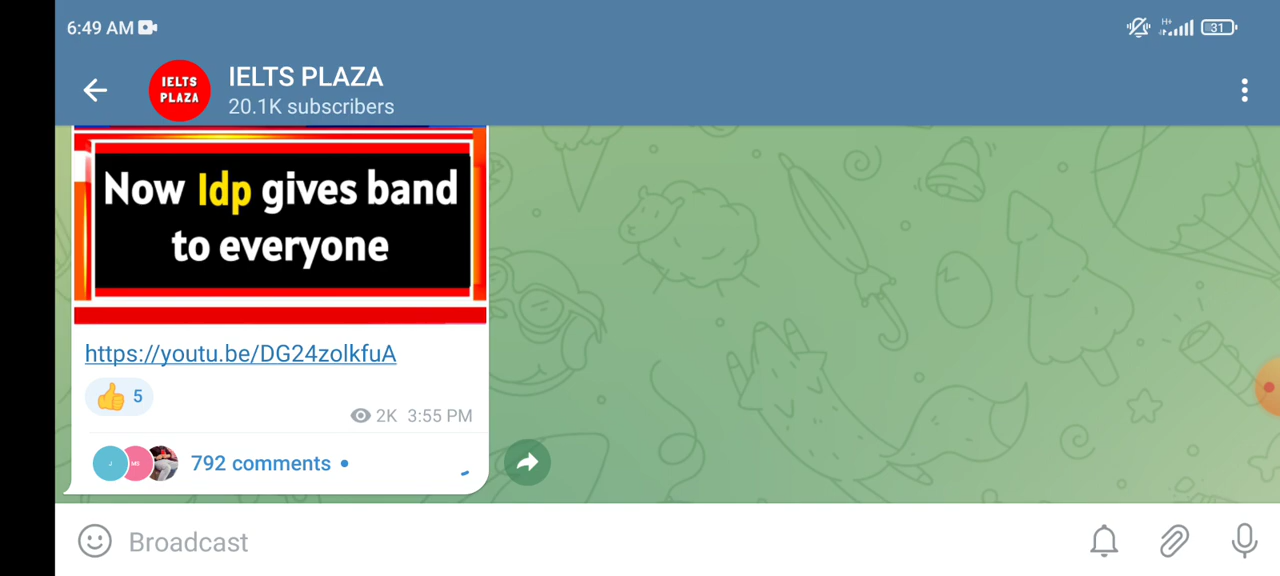 6:49 AM
H+
31
IELTS
PLAZA
IELTS PLAZA
20.1K subscribers
Now Idp gives band
to everyone
https://youtu.be/DG24zolkfuA
5
2K 3:55 PM
J
MS
792 comments
Broadcast